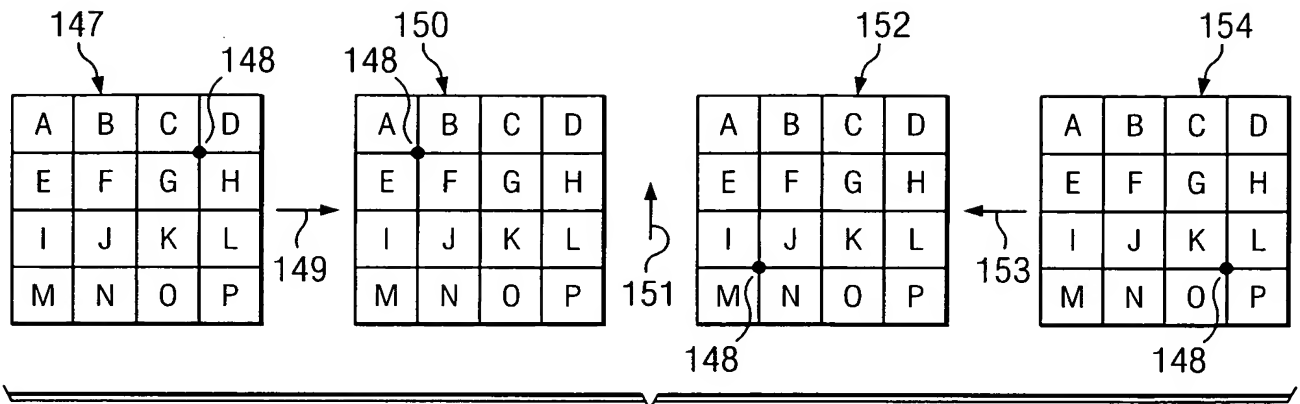 147 148 150 148 152 154
A B C D A B C D A B C D A B C D
E F G H E F G H E F G H E F G H
149 151 153
I J K L I J K L I J K L I J K L
M N O P M N O P M N O P M N O P
148 148